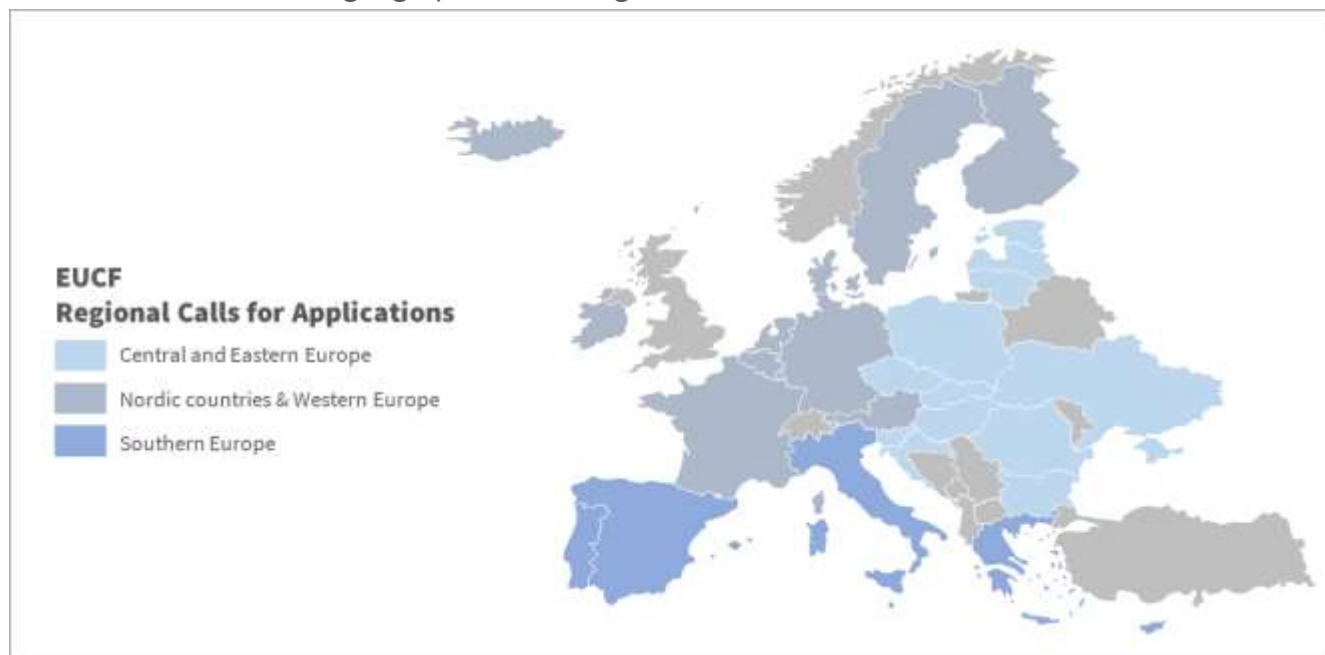 EUCF
Regional Calls for Applications
Central and Eastern Europe
Nordic countries & Western Europe
Southern Europe